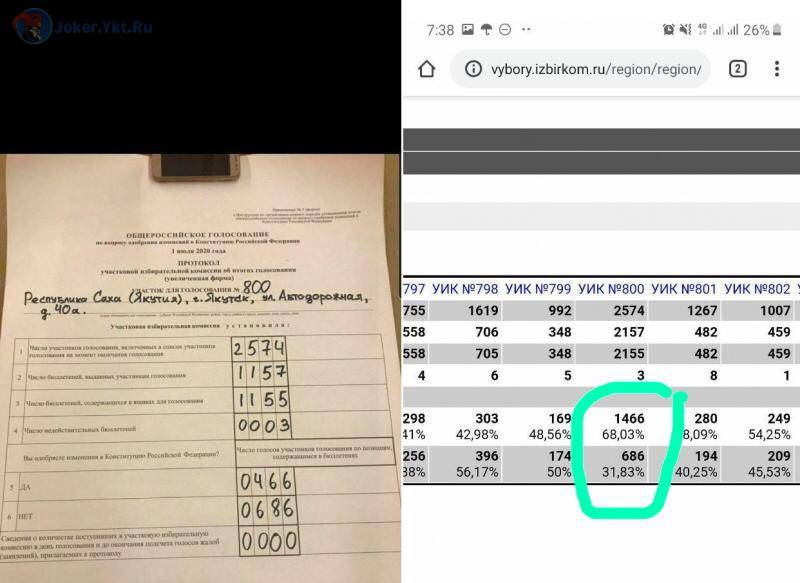 Joker.Ykt.Ru
Приложение № 3 (форма)
ОБЩЕРОССИЙСКОЕ ГОЛОСОВАНИЕ
по вопросу одобрения изменений в Конституцию Российской Федерации
1 июля 2020 года
ПРОТОКОЛ
участковой избирательной комиссии об итогах голосования
(увеличенная форма)
УЧАСТОК ДЛЯ ГОЛОСОВАНИЯ № 800
Республика Саха (Якутия), г. Якутск, ул. Автодорожная,
д. 40а.
Участковая избирательная комиссия установила:
1 Число участников голосования, включенных в список участников
голосования на момент окончания голосования 2574
2 Число бюллетеней, выданных участникам голосования 1157
3 Число бюллетеней, содержащихся в ящиках для голосования 1155
4 Число недействительных бюллетеней 0003
Вы одобряете изменения в Конституцию Российской Федерации?
Число голосов участников голосования по позициям,
содержащимся в бюллетенях
5 ДА 0466
6 НЕТ 0686
Сведения о количестве поступивших в участковую избирательную
комиссию в день голосования и до окончания подсчета голосов жалоб
(заявлений), прилагаемых к протоколу 0000
7:38 4G 26%
vybory.izbirkom.ru/region/region/ 2
797 УИК №798 УИК №799 УИК №800 УИК №801 УИК №802
755 1619 992 2574 1267 1007
558 706 348 2157 482 459
558 705 348 2155 482 459
4 6 5 3 8 1
298 303 169 1466 280 249
41% 42,98% 48,56% 68,03% 8,09% 54,25%
256 396 174 686 194 209
38% 56,17% 50% 31,83% 40,25% 45,53%